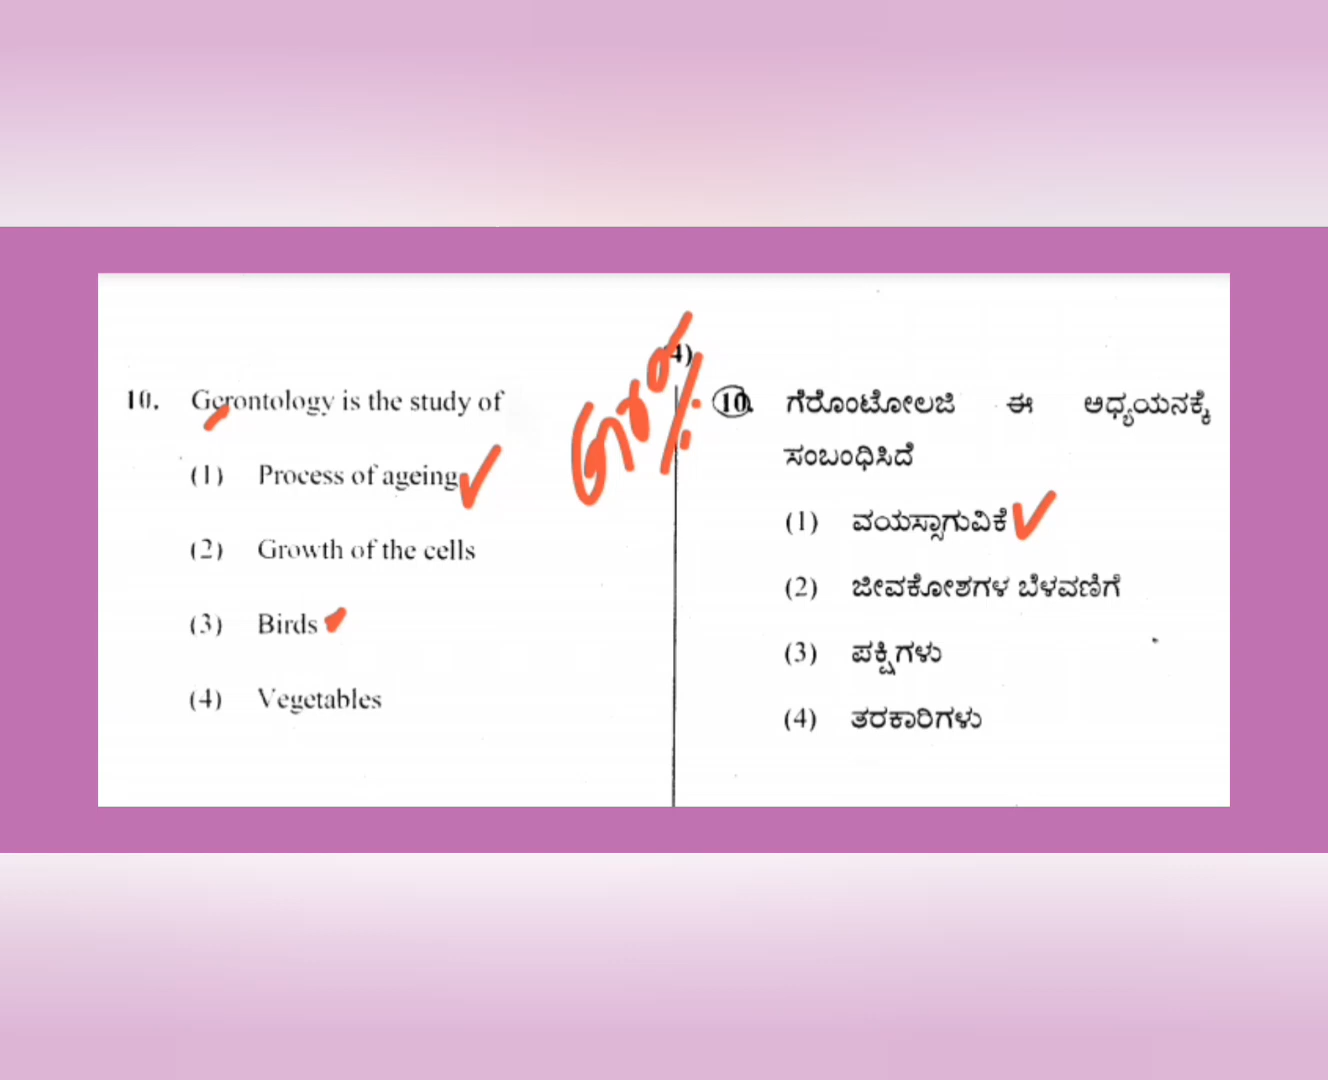 4)
10. Gerontology is the study of
(1) Process of ageing
(2) Growth of the cells
(3) Birds
(4) Vegetables
10. ಗೆರೊಂಟೋಲಜಿ ಈ ಅಧ್ಯಯನಕ್ಕೆ
ಸಂಬಂಧಿಸಿದೆ
(1) ವಯಸ್ಸಾಗುವಿಕೆ
(2) ಜೀವಕೋಶಗಳ ಬೆಳವಣಿಗೆ
(3) ಪಕ್ಷಿಗಳು
(4) ತರಕಾರಿಗಳು